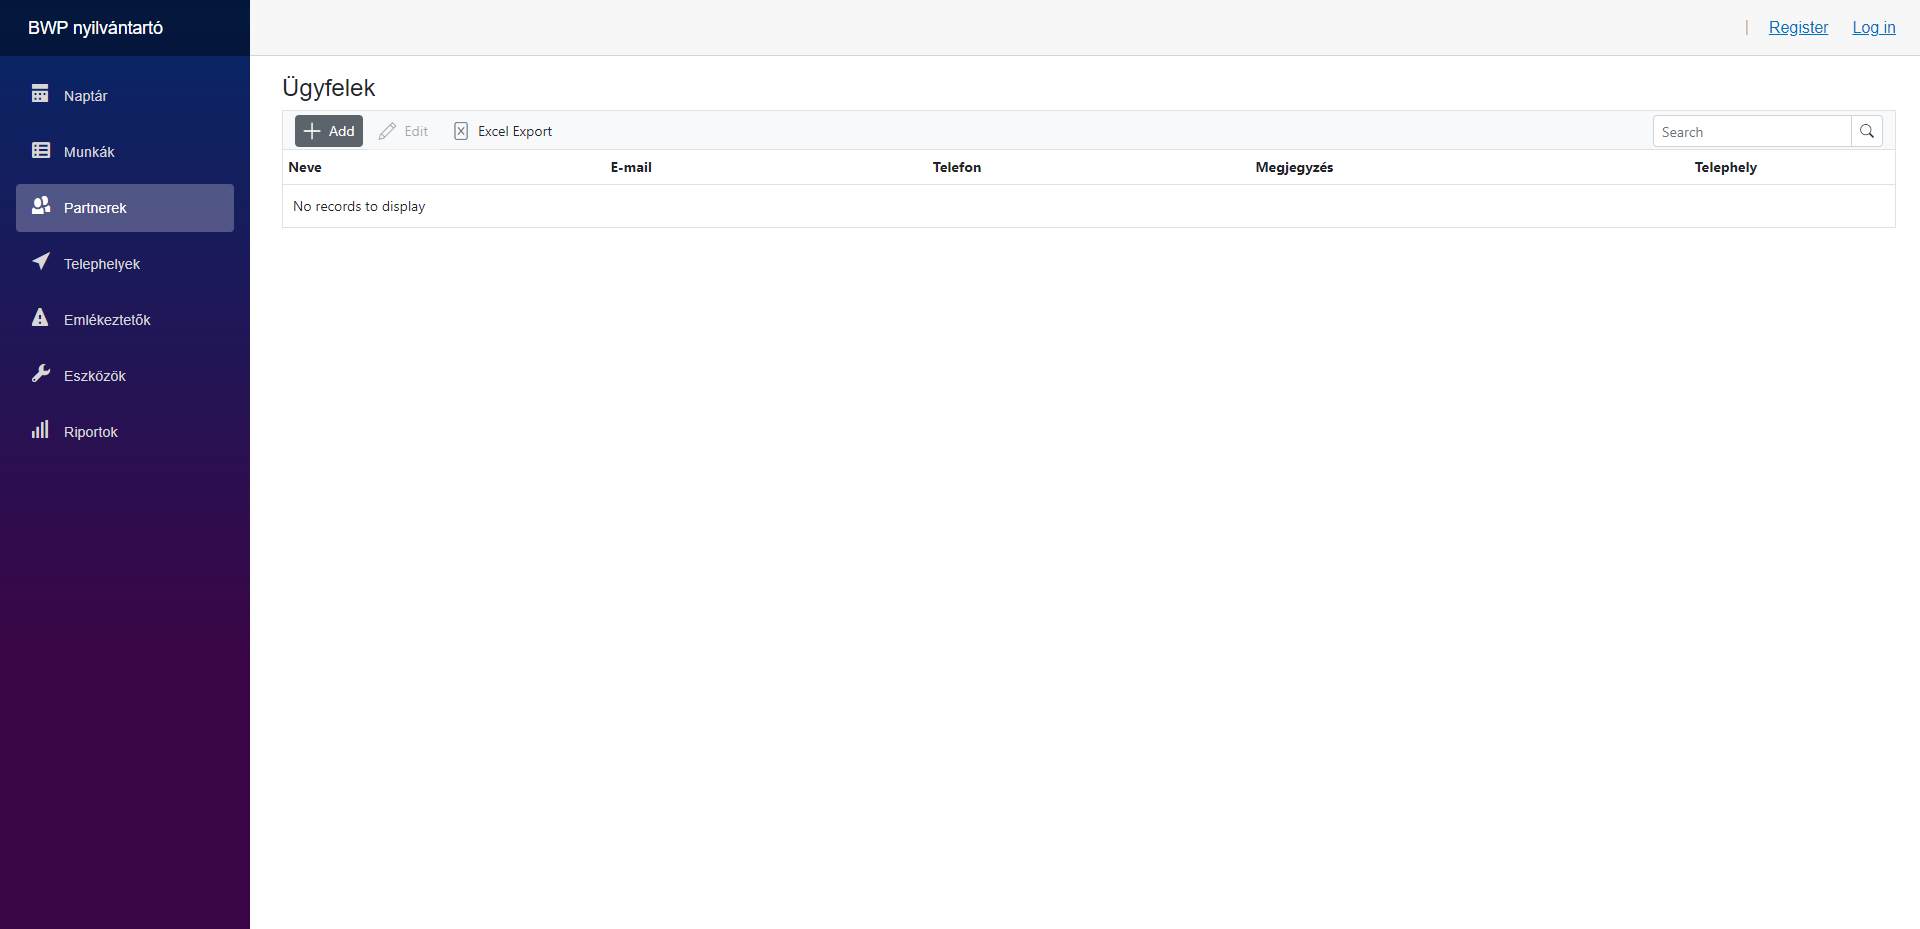 BWP nyilvántartó
| Register Log in
Naptár
Munkák
Partnerek
Telephelyek
Emlékeztetők
Eszközök
Riportok
Ügyfelek
Add Edit Excel Export Search
Neve E-mail Telefon Megjegyzés Telephely
No records to display